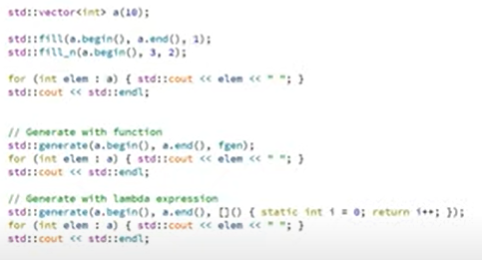 std::vector<int> a(10);
std::fill(a.begin(), a.end(), 1);
std::fill_n(a.begin(), 3, 2);
for (int elem : a) { std::cout << elem << " "; }
std::cout << std::endl;
// Generate with function
std::generate(a.begin(), a.end(), fgen);
for (int elem : a) { std::cout << elem << " "; }
std::cout << std::endl;
// Generate with lambda expression
std::generate(a.begin(), a.end(), []() { static int i = 0; return i++; });
for (int elem : a) { std::cout << elem << " "; }
std::cout << std::endl;